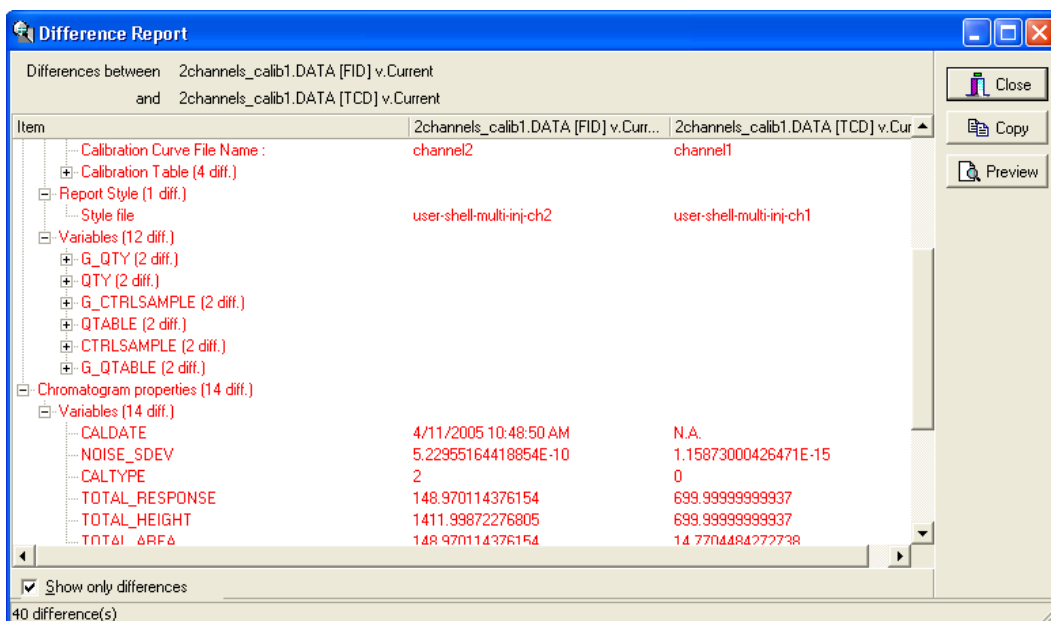 Difference Report
Differences between 2channels_calib1.DATA [FID] v.Current
and 2channels_calib1.DATA [TCD] v.Current
Close
Copy
Preview
Item 2channels_calib1.DATA [FID] v.Curr... 2channels_calib1.DATA [TCD] v.Cur
Calibration Curve File Name : channel2 channel1
Calibration Table (4 diff.)
Report Style (1 diff.)
Style file user-shell-multi-inj-ch2 user-shell-multi-inj-ch1
Variables (12 diff.)
G_QTY (2 diff.)
QTY (2 diff.)
G_CTRLSAMPLE (2 diff.)
QTABLE (2 diff.)
CTRLSAMPLE (2 diff.)
G_QTABLE (2 diff.)
Chromatogram properties (14 diff.)
Variables (14 diff.)
CALDATE 4/11/2005 10:48:50 AM N.A.
NOISE_SDEV 5.22955164418854E-10 1.15873000426471E-15
CALTYPE 2 0
TOTAL_RESPONSE 148.970114376154 699.99999999937
TOTAL_HEIGHT 1411.99872276805 699.99999999937
TOTAL_AREA 148.970114376154 14.7704484272738
Show only differences
40 difference(s)